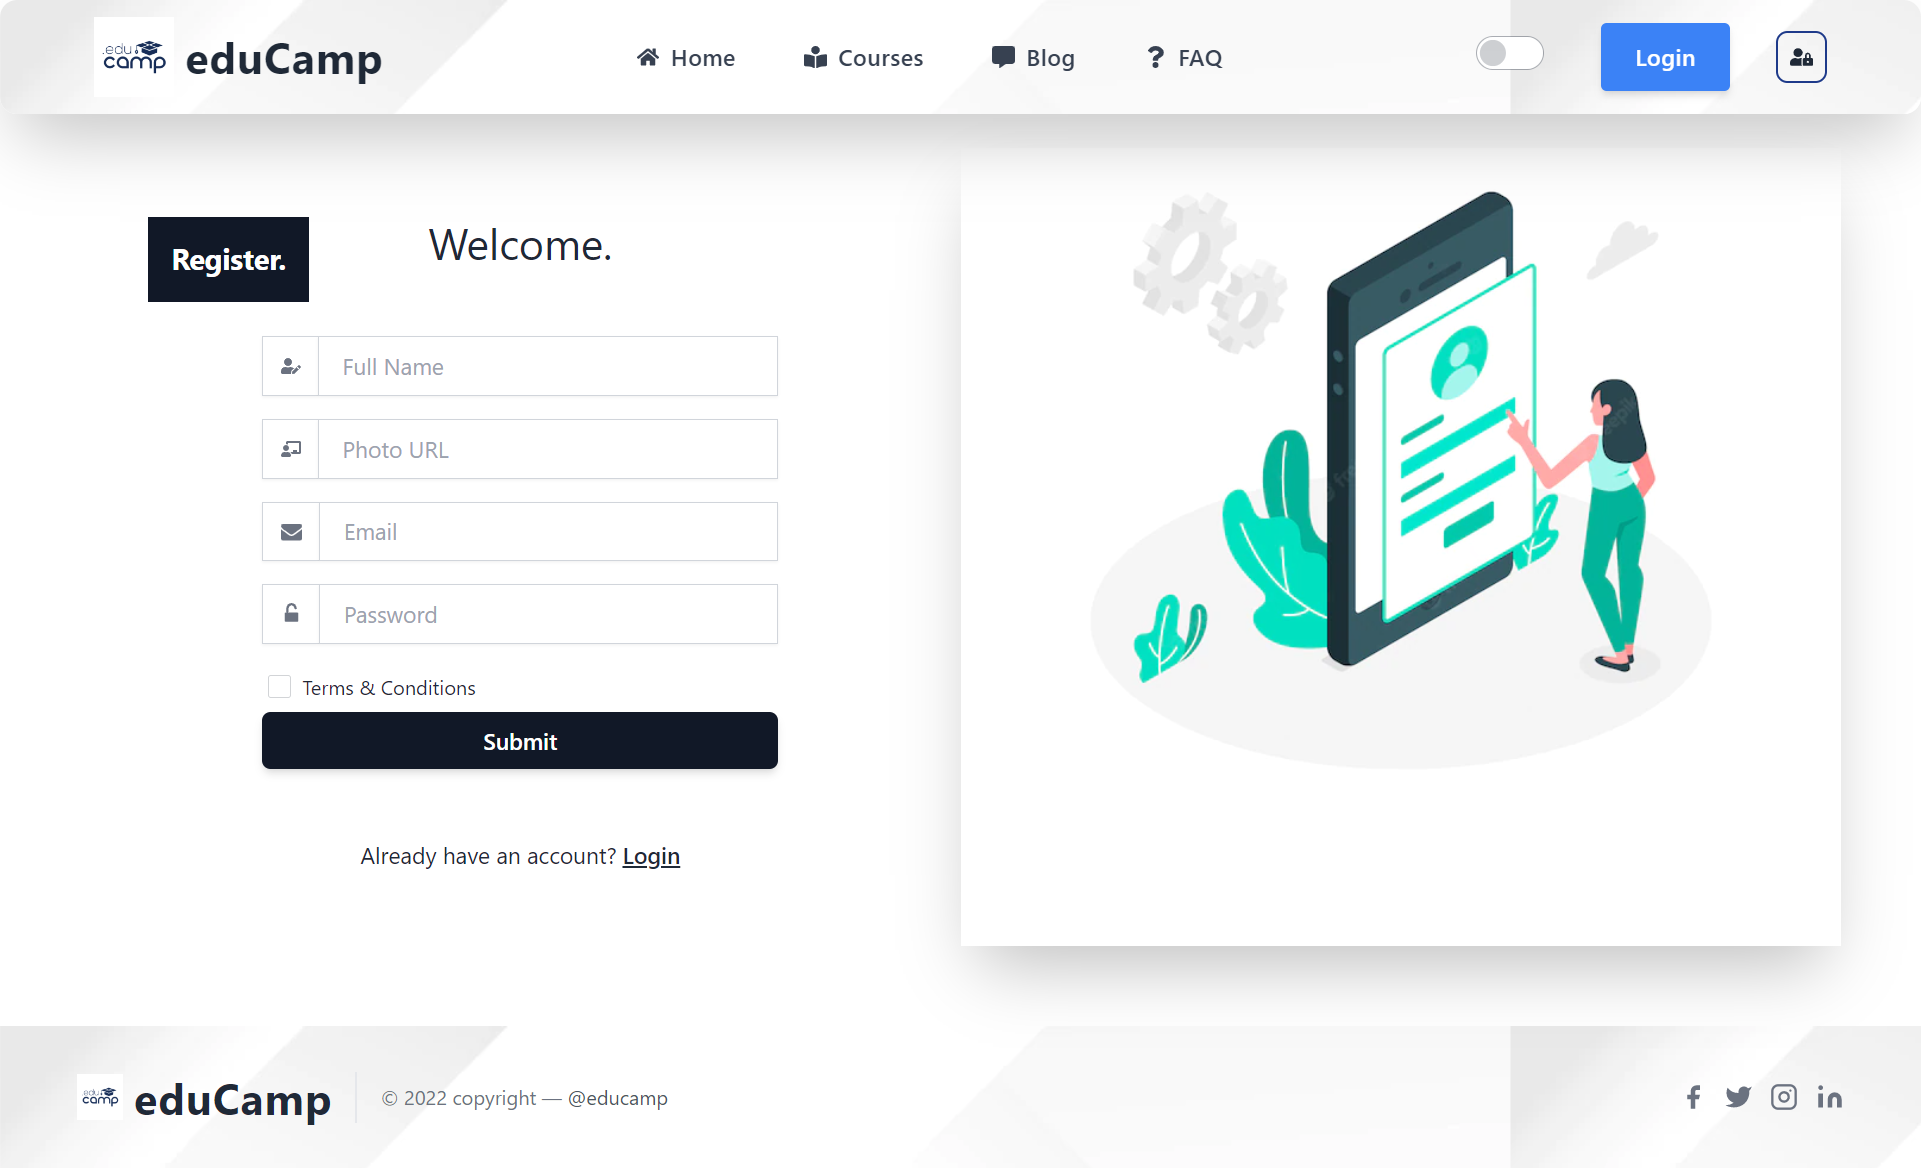 .edu
camp
eduCamp
Home
Courses
Blog
FAQ
Login
Register.
Welcome.
Full Name
Photo URL
Email
Password
Terms & Conditions
Submit
Already have an account? Login
edu
camp
eduCamp
© 2022 copyright — @educamp